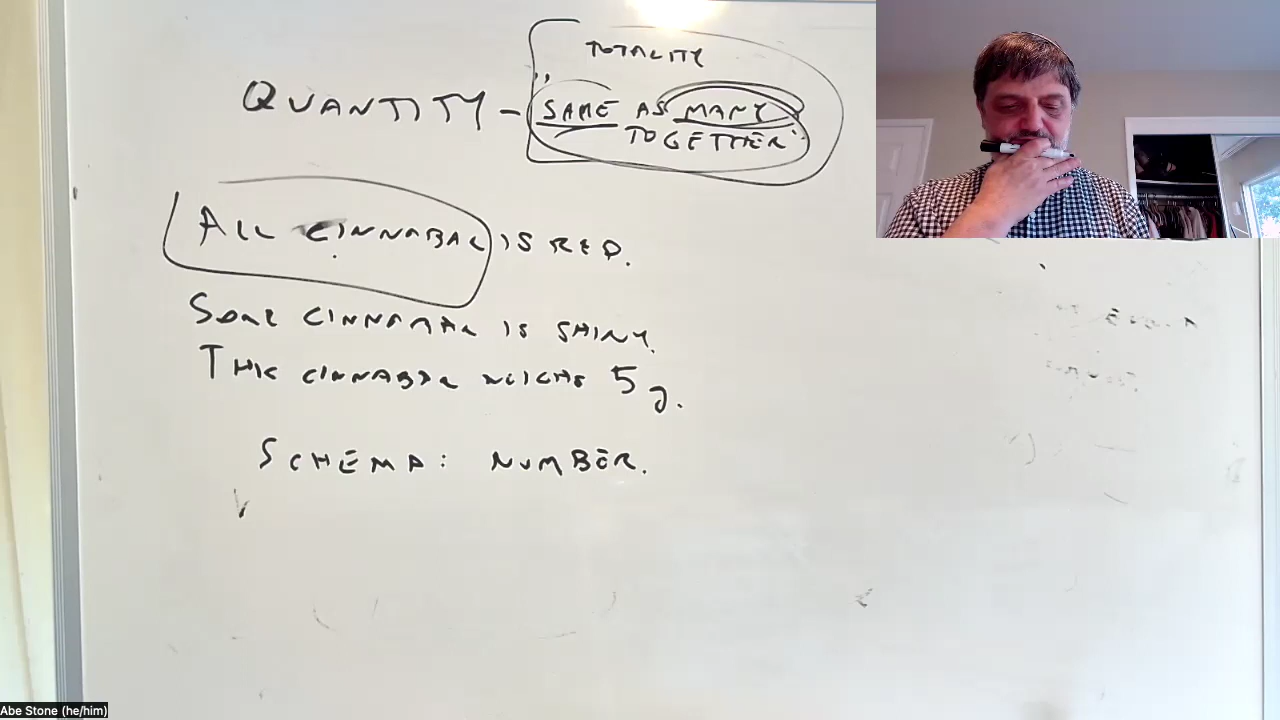 TOTALITY
QUANTITY - SAME AS MANY
TOGETHER
ALL CINNABAR IS RED.
SOME CINNABAR IS SHINY.
THIS CINNABAR WEIGHS 5g.
SCHEMA: NUMBER.
Abe Stone (he/him)